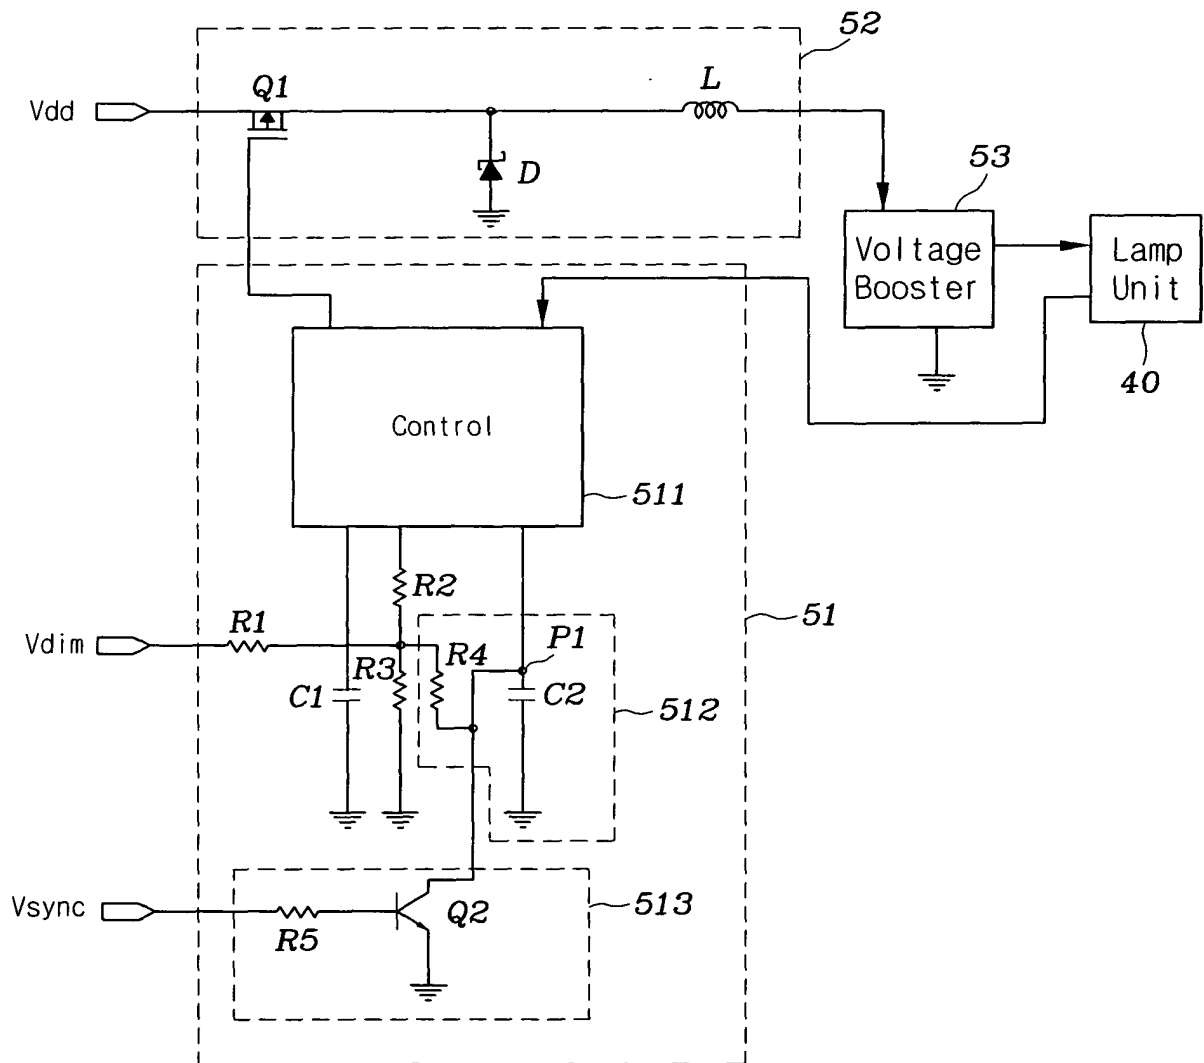 52
Q1
L
Vdd
D
53
Voltage
Booster
Lamp
Unit
40
Control
511
R2
51
Vdim
R1
P1
R3
R4
C1
C2
512
Vsync
R5
Q2
513